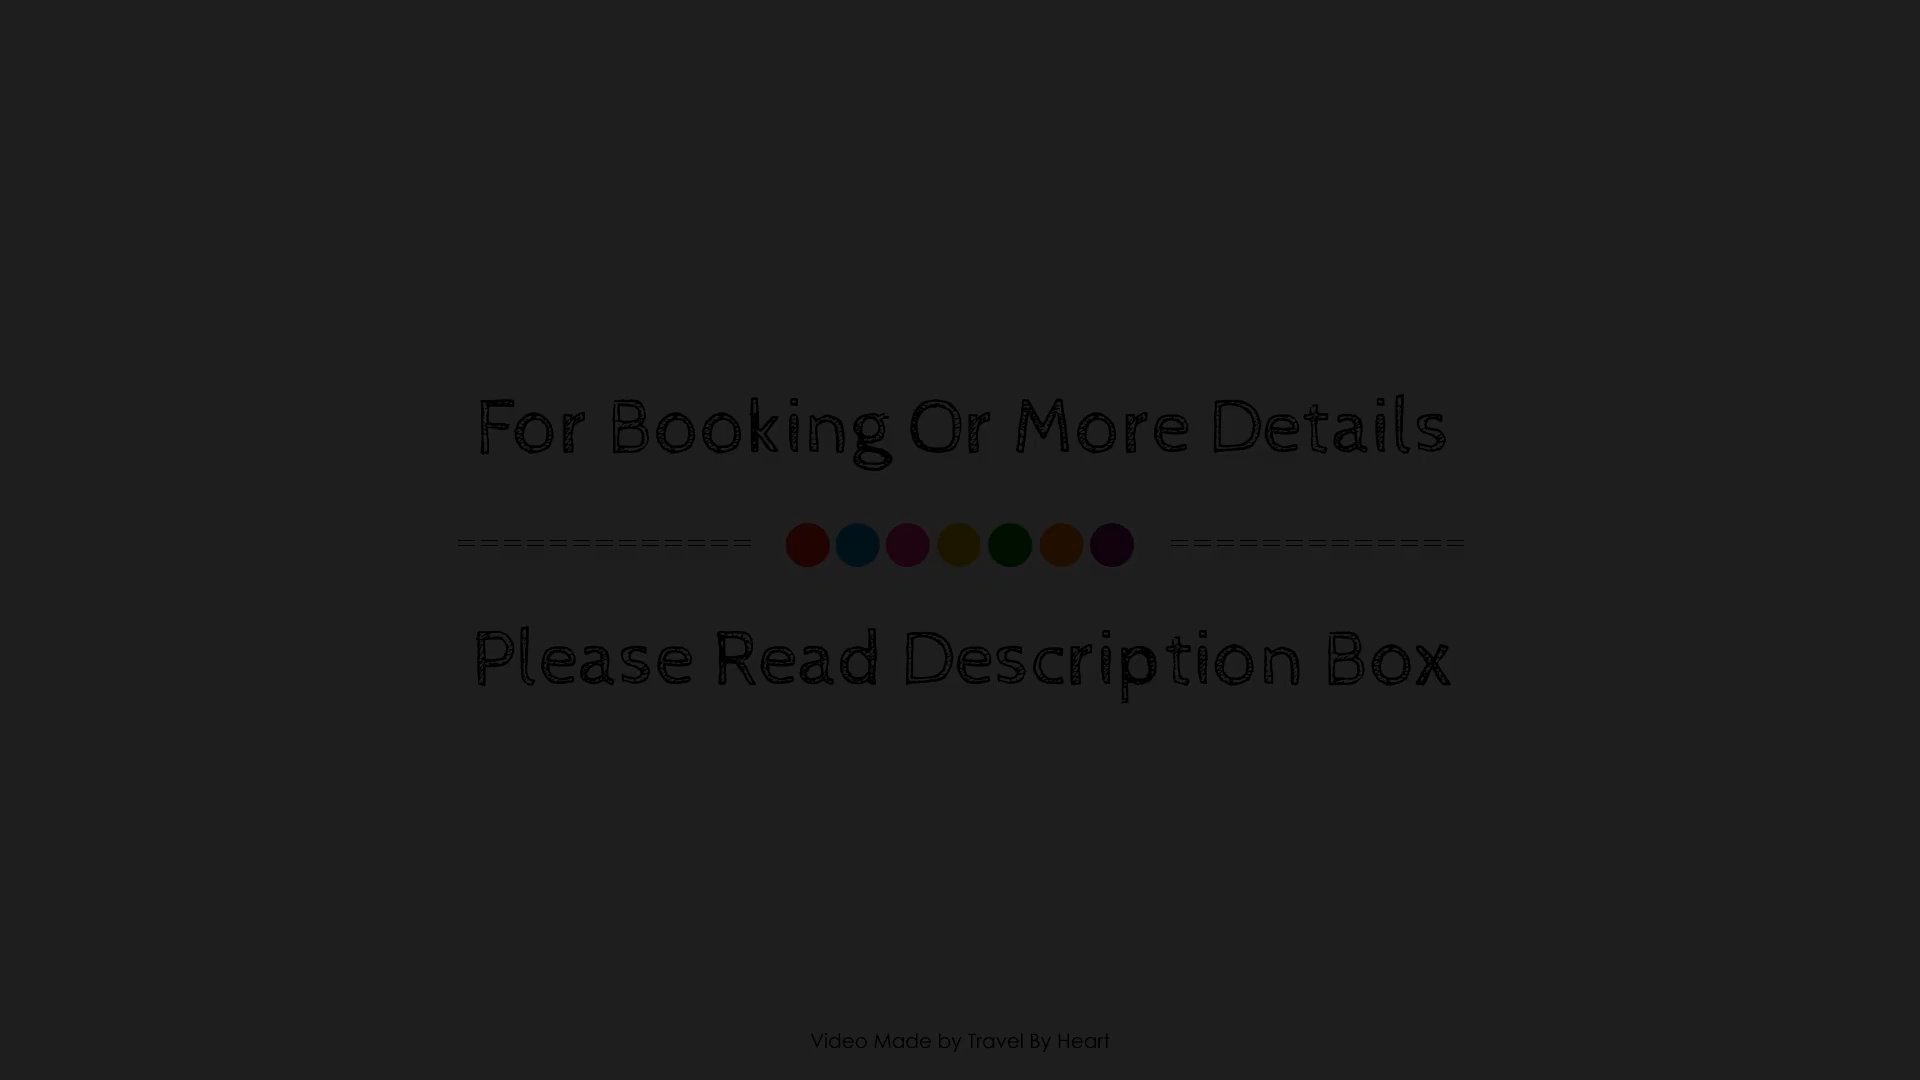 For Booking Or More Details
============= =============
Please Read Description Box
Video Made by Travel By Heart